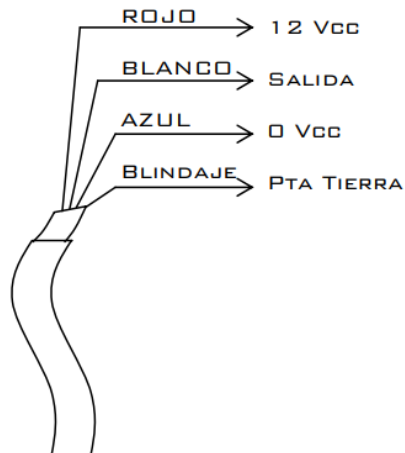 ROJO 12 Vcc
BLANCO SALIDA
AZUL 0 Vcc
BLINDAJE PTA TIERRA